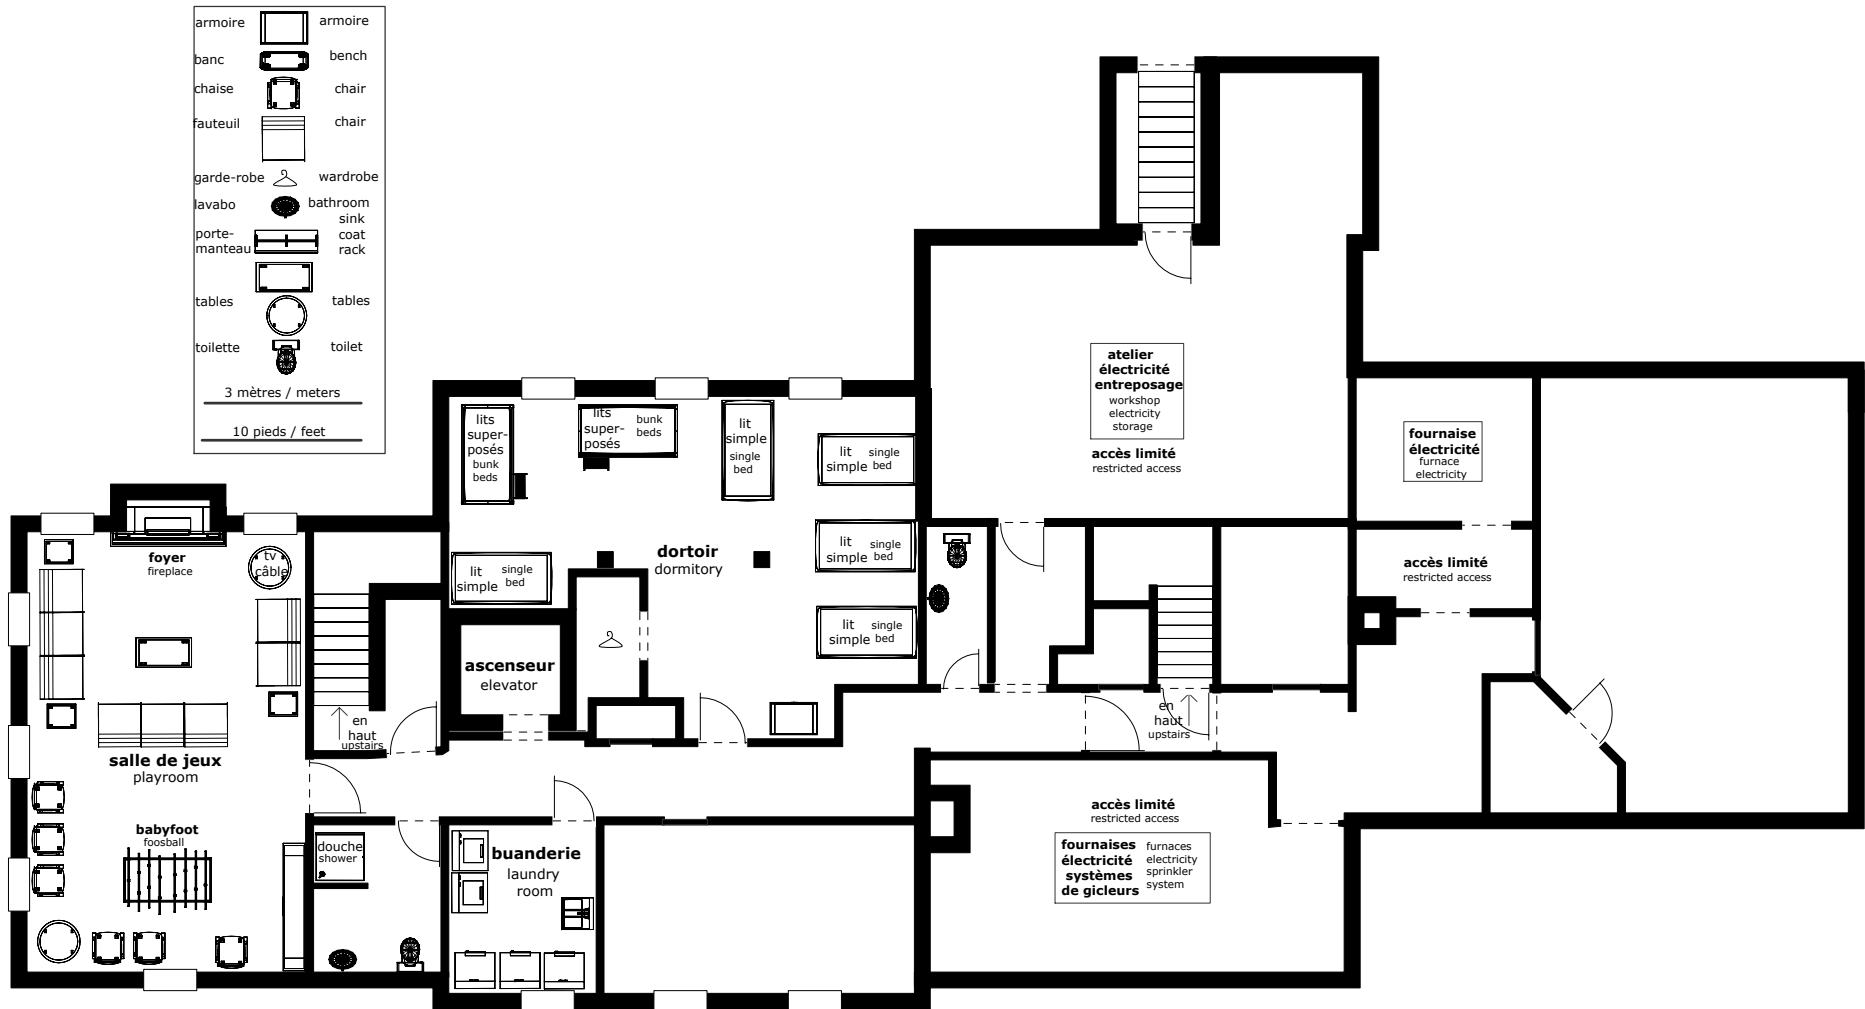 armoire armoire
banc bench
chaise chair
fauteuil chair
garde-robe wardrobe
lavabo bathroom
sink
porte- coat
manteau rack
tables tables
toilette toilet
3 mètres / meters
10 pieds / feet
foyer
fireplace
tv
câble
salle de jeux
playroom
babyfoot
foosball
en
haut
upstairs
douche
shower
ascenseur
elevator
buanderie
laundry
room
lits
super-
posés
bunk
beds
lits
super-
posés
bunk
beds
lit
simple
single
bed
lit single
simple bed
lit single
simple bed
lit single
simple bed
lit single
simple bed
dortoir
dormitory
atelier
électricité
entreposage
workshop
electricity
storage
accès limité
restricted access
fournaise
électricité
furnace
electricity
accès limité
restricted access
en
haut
upstairs
accès limité
restricted access
fournaises
électricité
systèmes
de gicleurs
furnaces
electricity
sprinkler
system